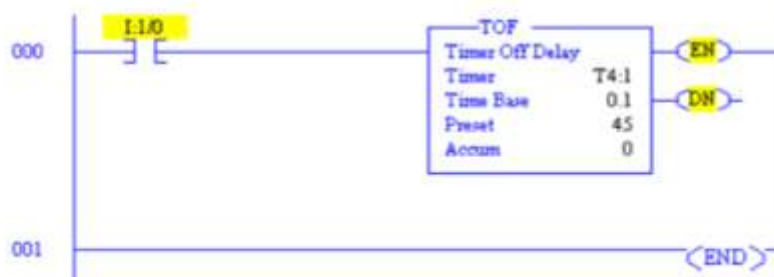 I:1/0
TOF
000
Timer Off Delay
EN
Timer T4:1
Time Base 0.1
DN
Preset 45
Accum 0
001
END